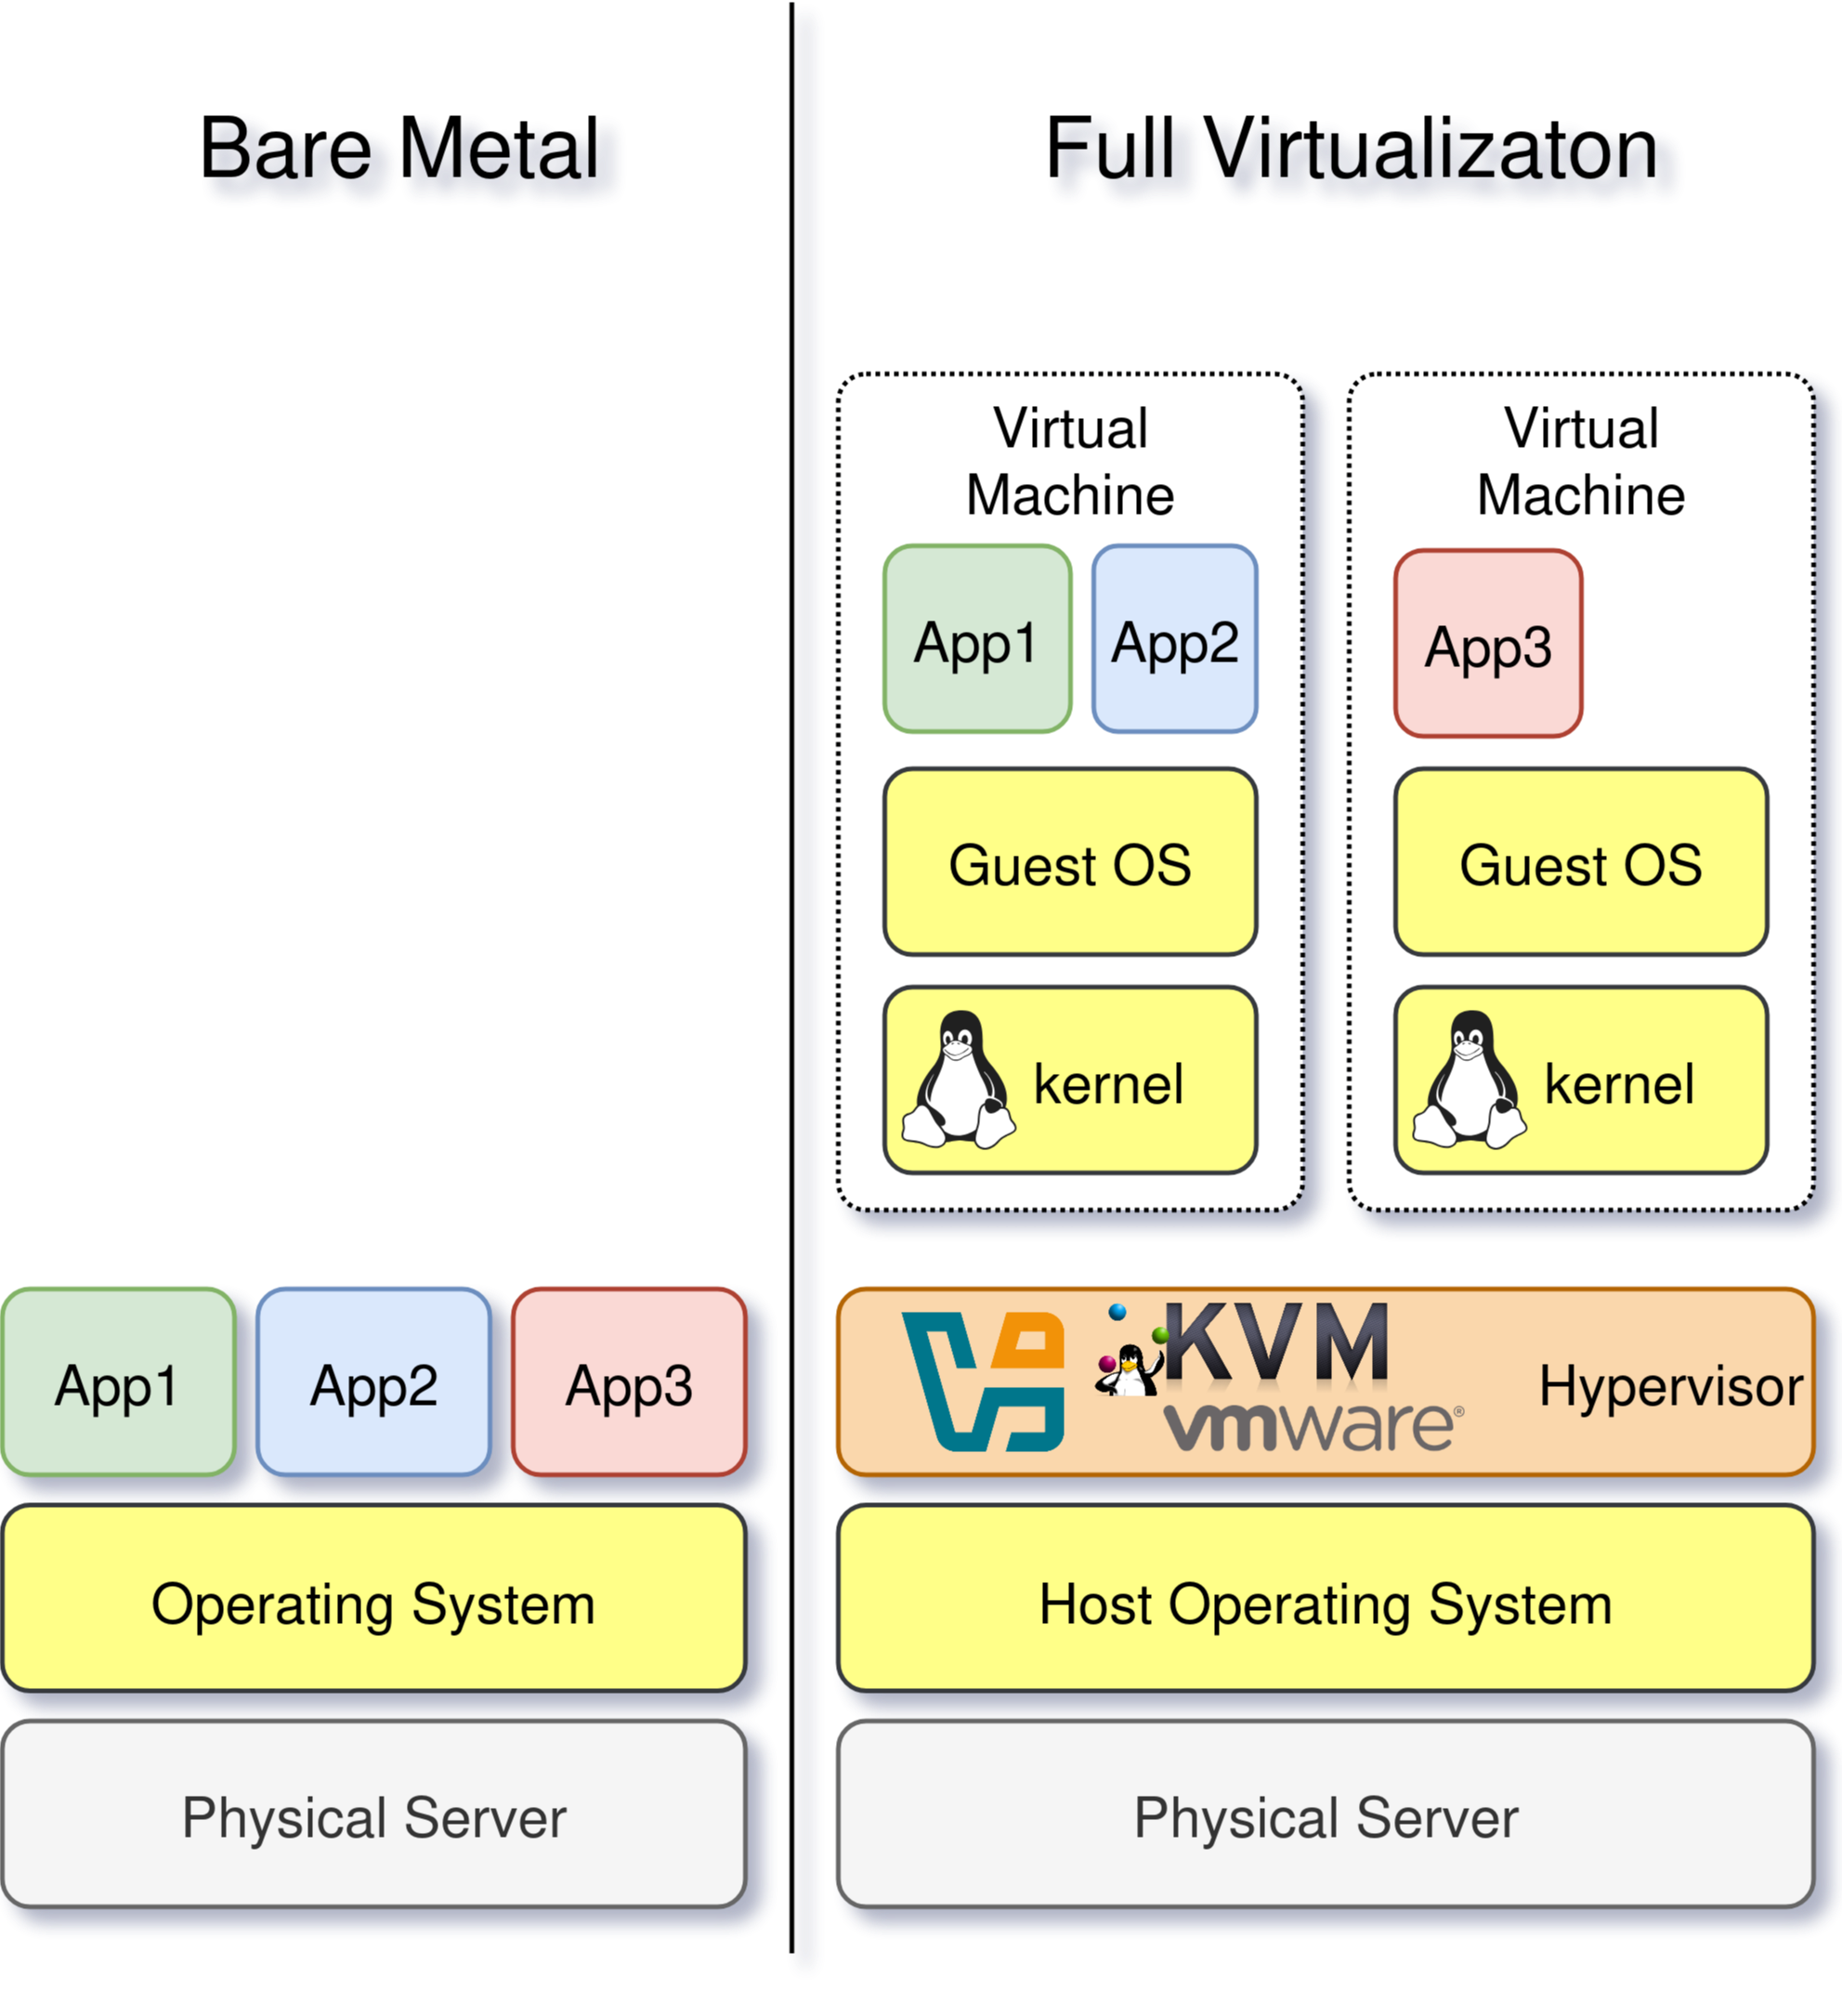 Bare Metal
Full Virtualizaton
Virtual
Machine
Virtual
Machine
App1
App2
App3
Guest OS
Guest OS
kernel
kernel
App1
App2
App3
KVM
vmware®
Hypervisor
Operating System
Host Operating System
Physical Server
Physical Server